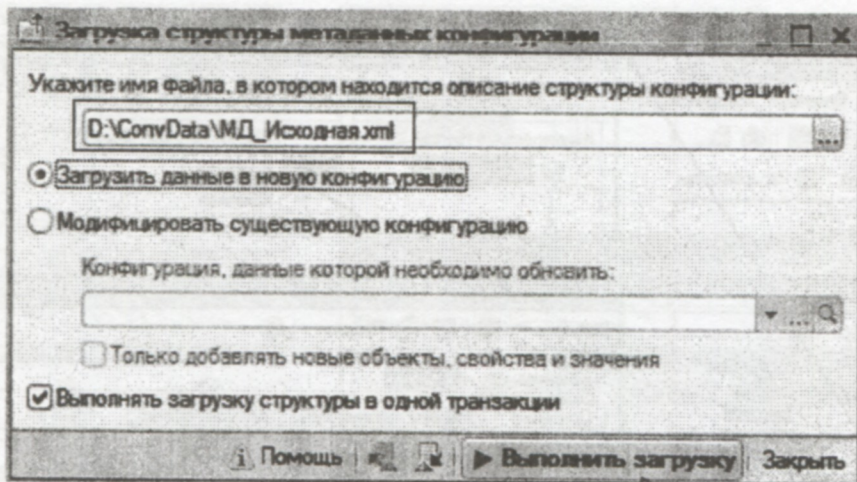 Загрузка структуры метаданных конфигурации
Укажите имя файла, в котором находится описание структуры конфигурации:
D:\ConvData\МД_Исходная.xml
...
Загрузить данные в новую конфигурацию
Модифицировать существующую конфигурацию
Конфигурация, данные которой необходимо обновить:
...
Только добавлять новые объекты, свойства и значения
Выполнять загрузку структуры в одной транзакции
Помощь Выполнить загрузку Закрыть